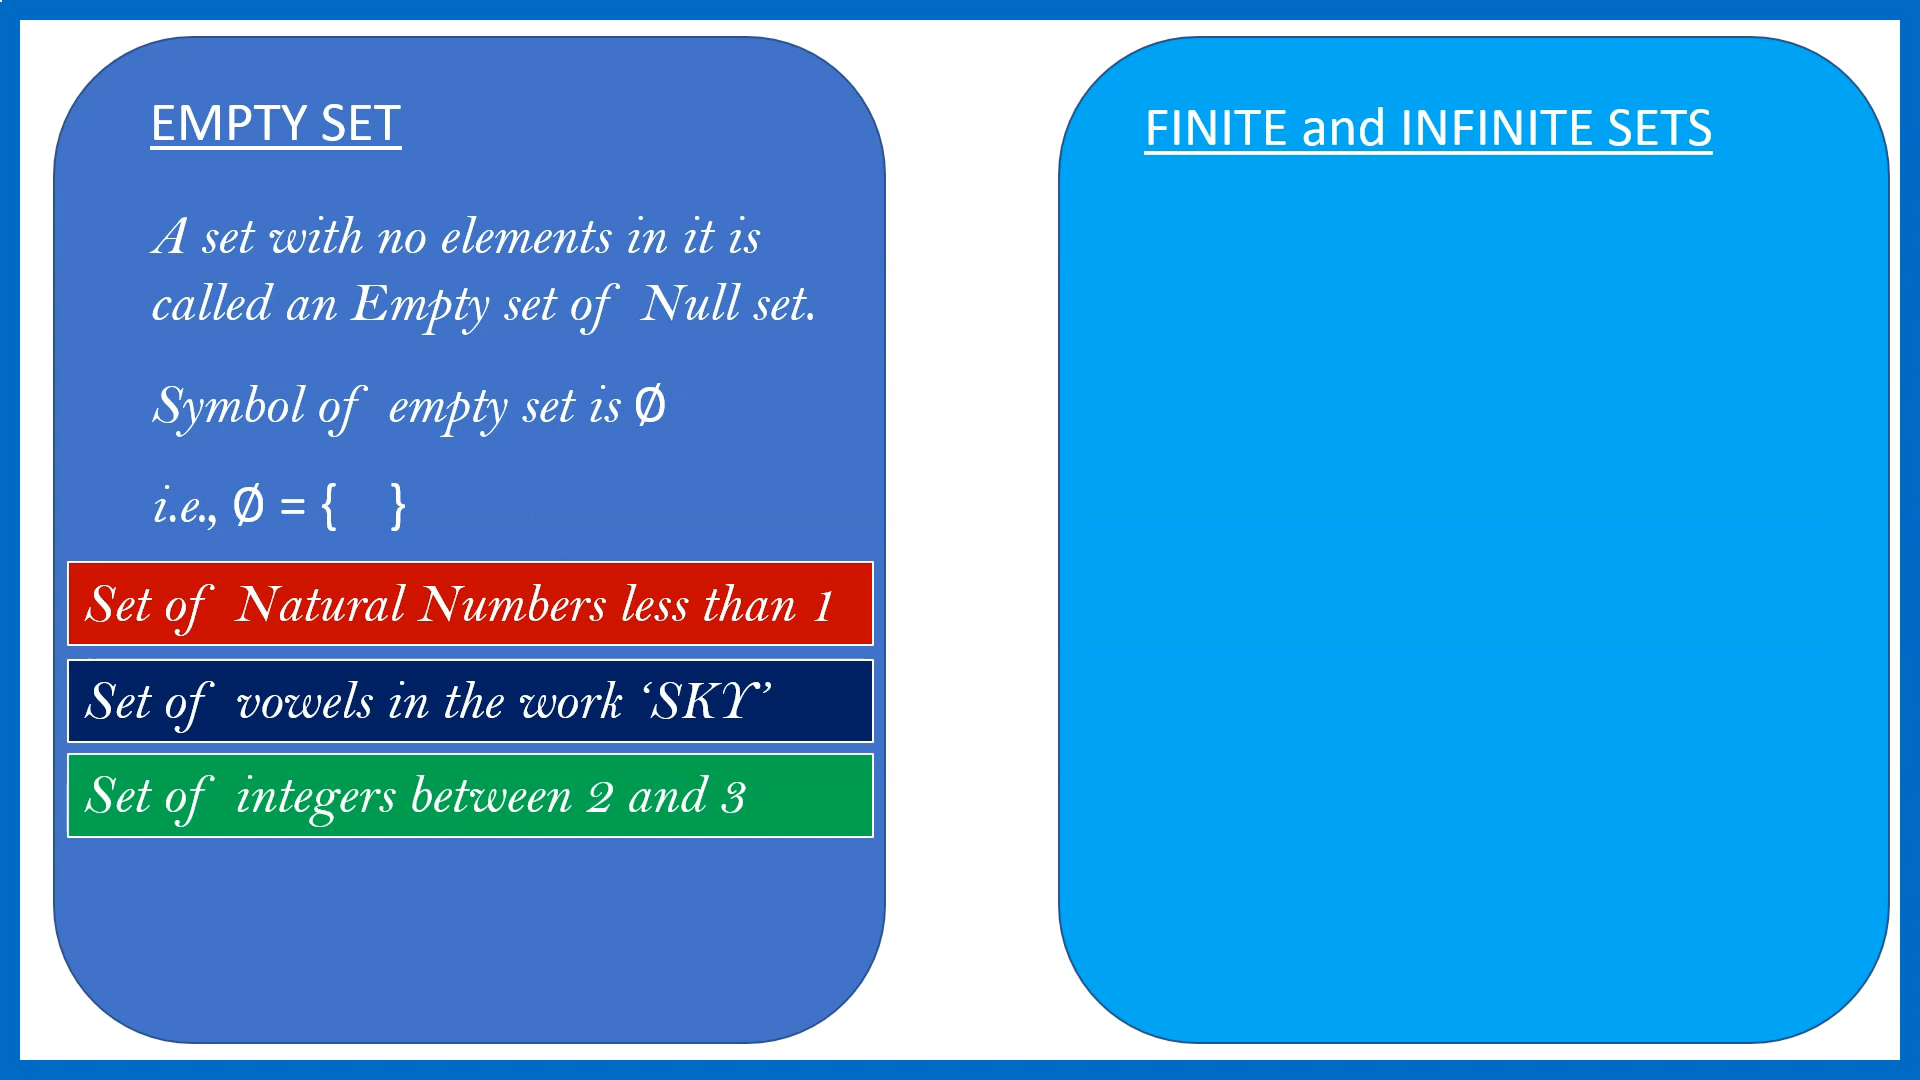 EMPTY SET
A set with no elements in it is
called an Empty set of Null set.
Symbol of empty set is ∅
i.e., ∅ = { }
Set of Natural Numbers less than 1
Set of vowels in the work ‘SKY’
Set of integers between 2 and 3
FINITE and INFINITE SETS